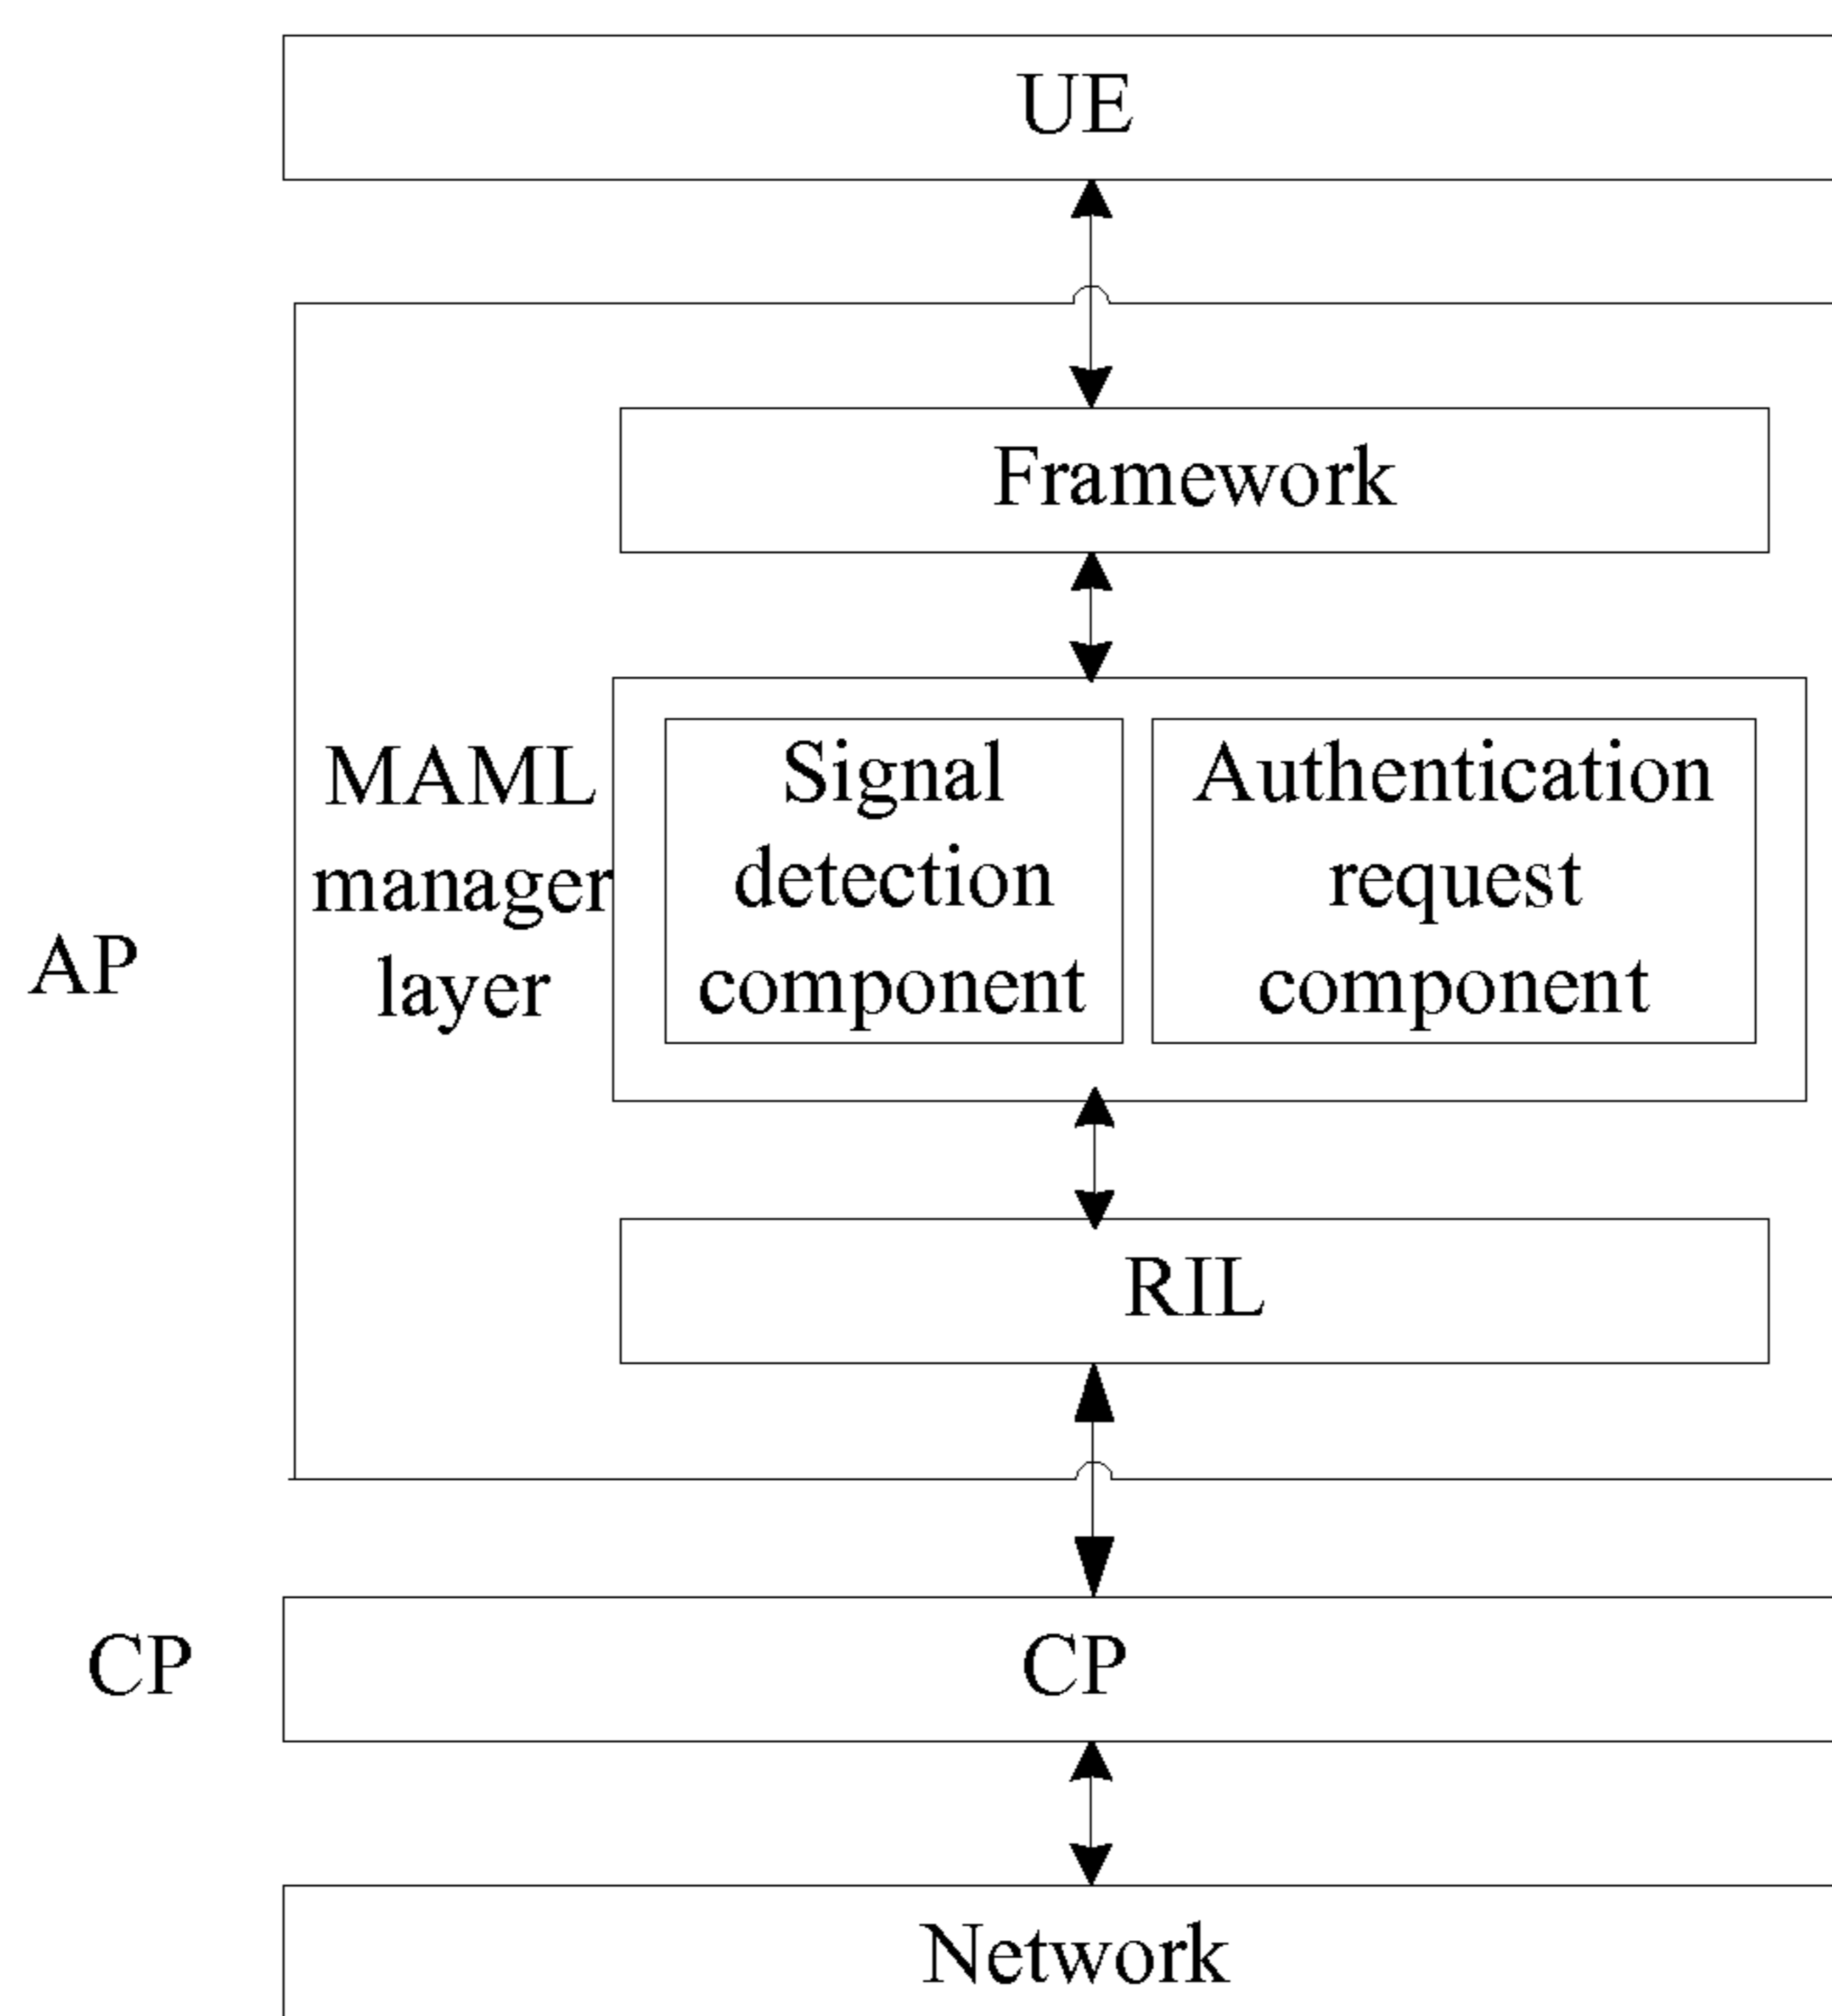 UE
Framework
MAML
manager
layer
Signal
detection
component
Authentication
request
component
AP
RIL
CP
CP
Network